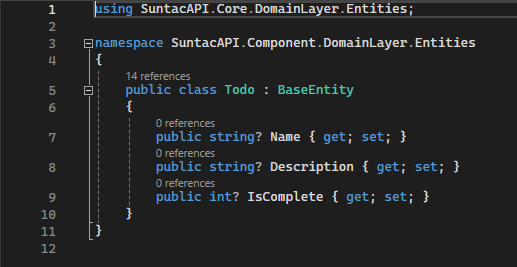 1 using SuntacAPI.Core.DomainLayer.Entities;
2
3 namespace SuntacAPI.Component.DomainLayer.Entities
4 {
14 references
5 public class Todo : BaseEntity
6 {
0 references
7 public string? Name { get; set; }
0 references
8 public string? Description { get; set; }
0 references
9 public int? IsComplete { get; set; }
10 }
11 }
12